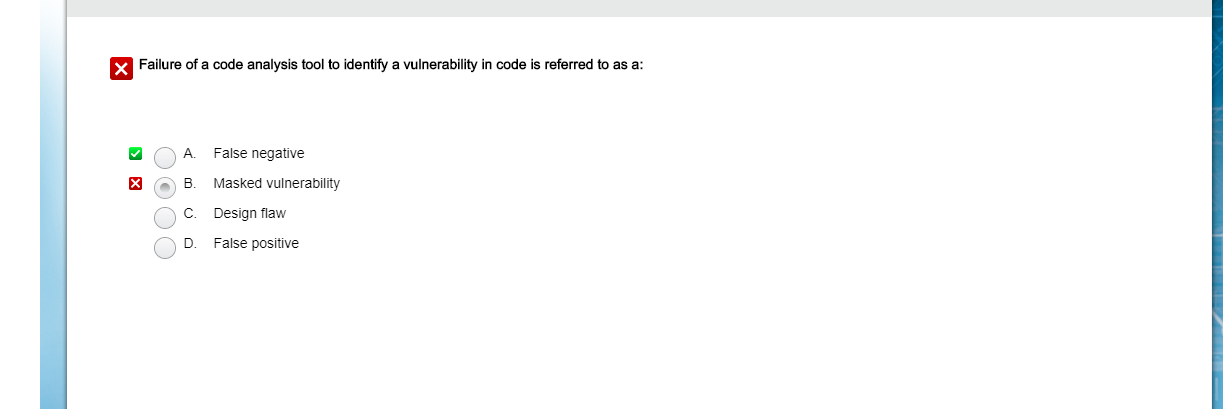 Failure of a code analysis tool to identify a vulnerability in code is referred to as a:
A. False negative
B. Masked vulnerability
C. Design flaw
D. False positive